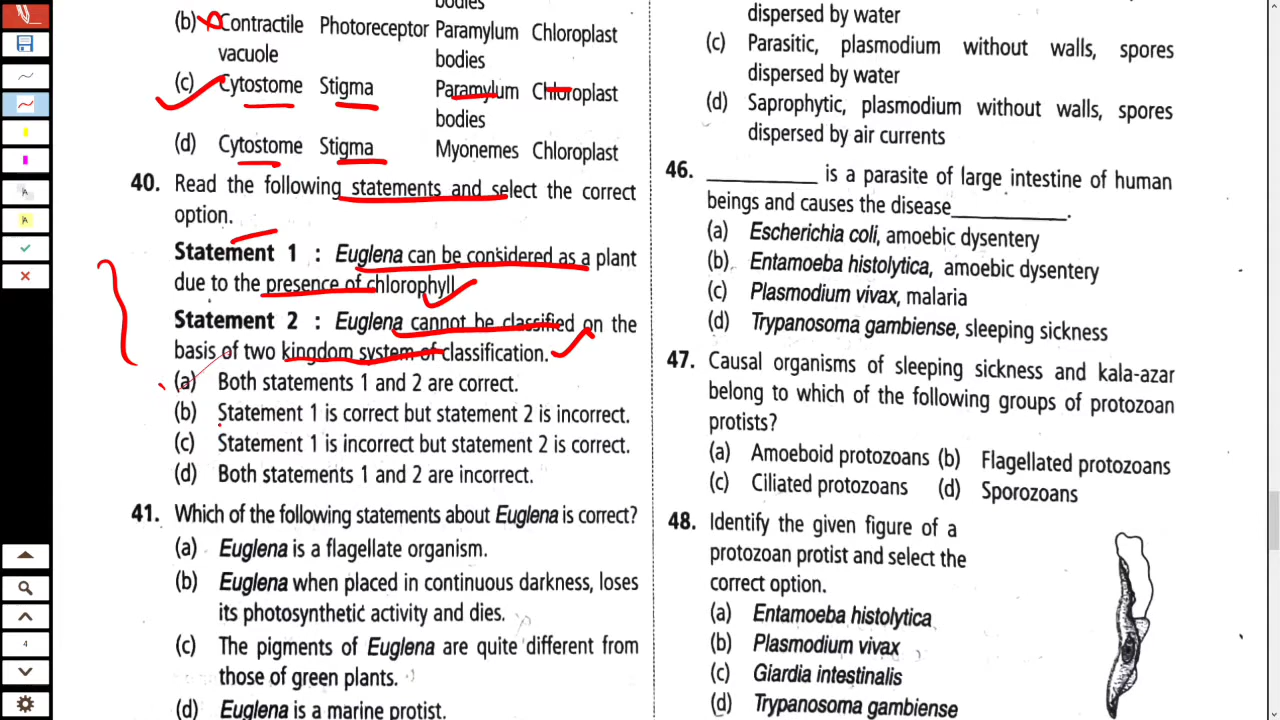 bodies
(b) Contractile Photoreceptor Paramylum Chloroplast
vacuole bodies
(c) Cytostome Stigma Paramylum Chloroplast
bodies
(d) Cytostome Stigma Myonemes Chloroplast
40. Read the following statements and select the correct
option.
Statement 1 : Euglena can be considered as a plant
due to the presence of chlorophyll.
Statement 2 : Euglena cannot be classified on the
basis of two kingdom system of classification.
(a) Both statements 1 and 2 are correct.
(b) Statement 1 is correct but statement 2 is incorrect.
(c) Statement 1 is incorrect but statement 2 is correct.
(d) Both statements 1 and 2 are incorrect.
41. Which of the following statements about Euglena is correct?
(a) Euglena is a flagellate organism.
(b) Euglena when placed in continuous darkness, loses
its photosynthetic activity and dies.
(c) The pigments of Euglena are quite different from
those of green plants.
(d) Euglena is a marine protist.
dispersed by water
(c) Parasitic, plasmodium without walls, spores
dispersed by water
(d) Saprophytic, plasmodium without walls, spores
dispersed by air currents
46. __________ is a parasite of large intestine of human
beings and causes the disease__________.
(a) Escherichia coli, amoebic dysentery
(b) Entamoeba histolytica, amoebic dysentery
(c) Plasmodium vivax, malaria
(d) Trypanosoma gambiense, sleeping sickness
47. Causal organisms of sleeping sickness and kala-azar
belong to which of the following groups of protozoan
protists?
(a) Amoeboid protozoans (b) Flagellated protozoans
(c) Ciliated protozoans (d) Sporozoans
48. Identify the given figure of a
protozoan protist and select the
correct option.
(a) Entamoeba histolytica
(b) Plasmodium vivax
(c) Giardia intestinalis
(d) Trypanosoma gambiense
A
A
4